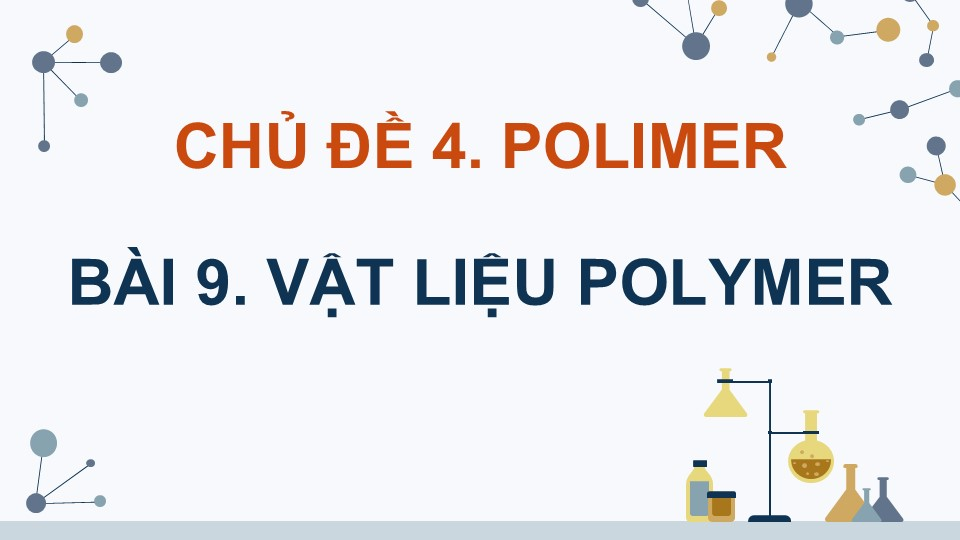 CHỦ ĐỀ 4. POLIMER
BÀI 9. VẬT LIỆU POLYMER